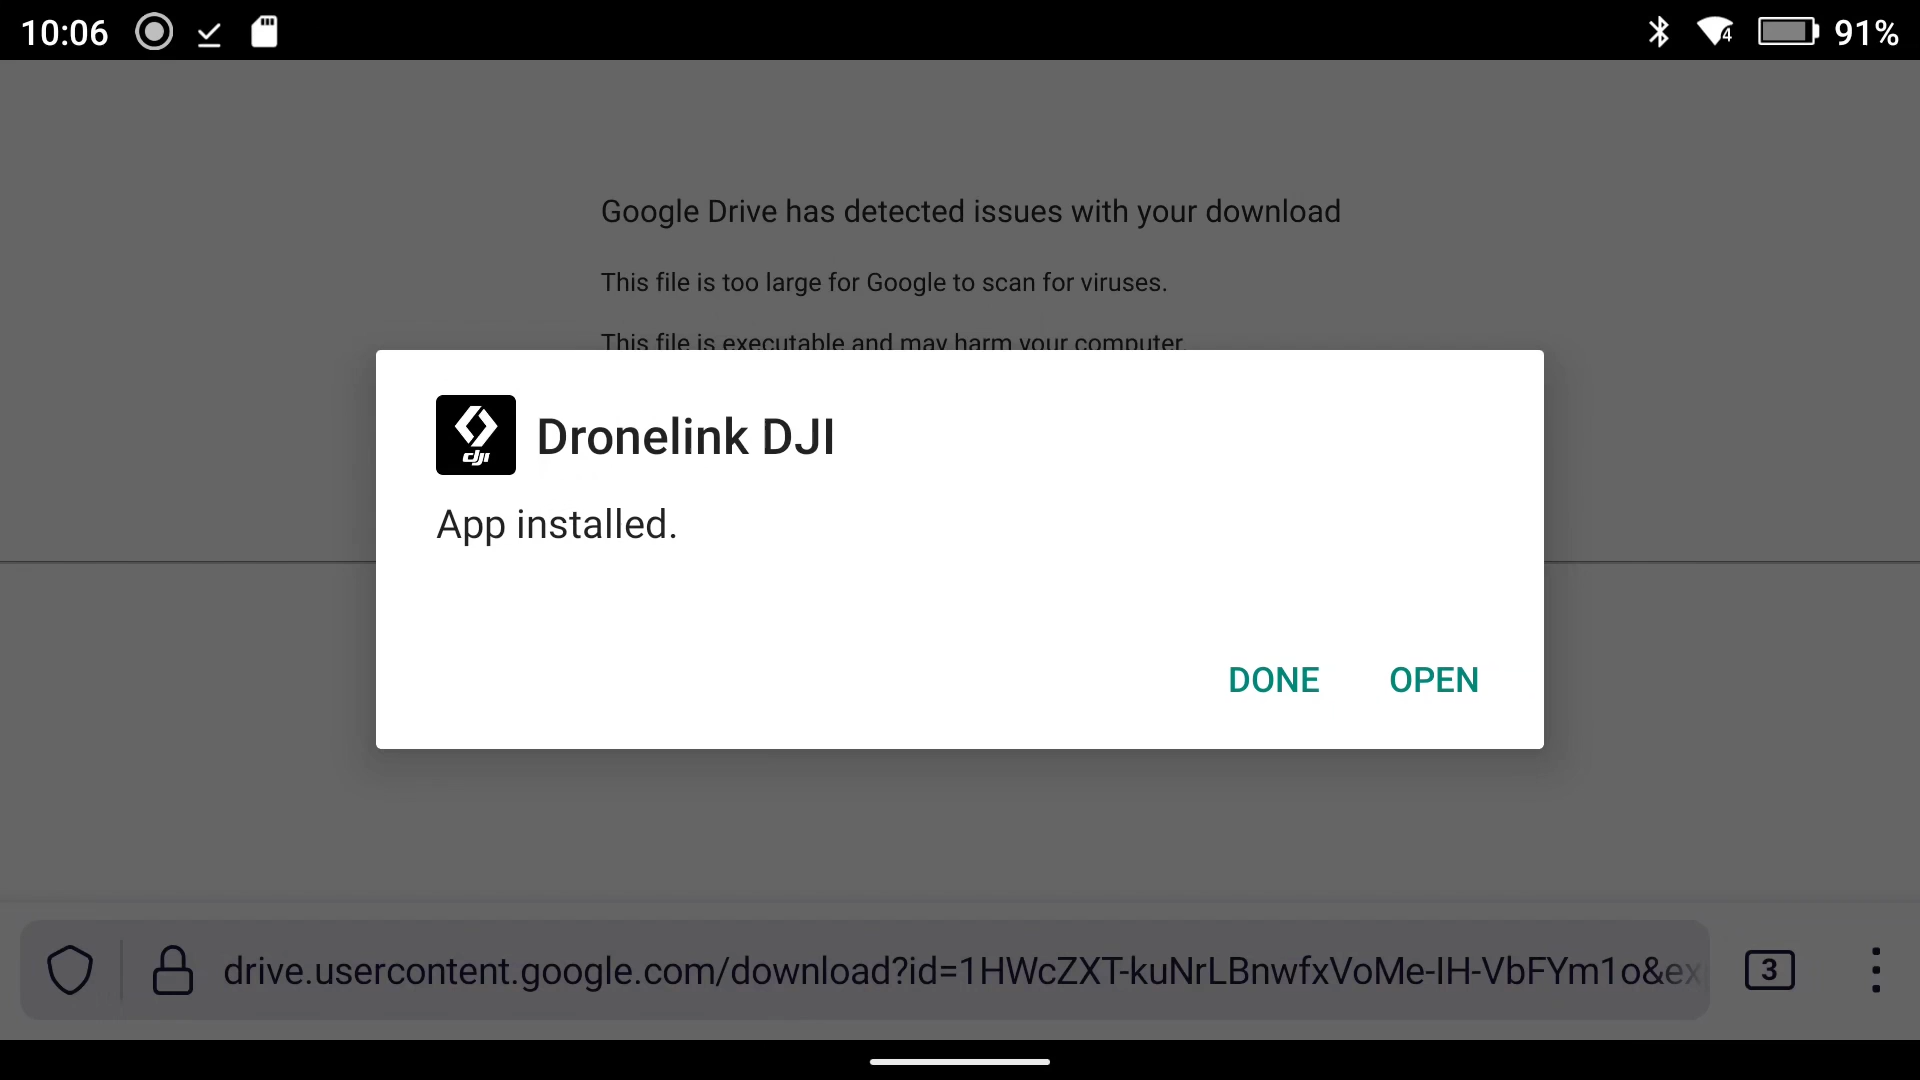 10:06
4
91%
Google Drive has detected issues with your download
This file is too large for Google to scan for viruses.
This file is executable and may harm your computer.
dji
Dronelink DJI
App installed.
DONE
OPEN
drive.usercontent.google.com/download?id=1HWcZXT-kuNrLBnwfxVoMe-IH-VbFYm1o&ex
3